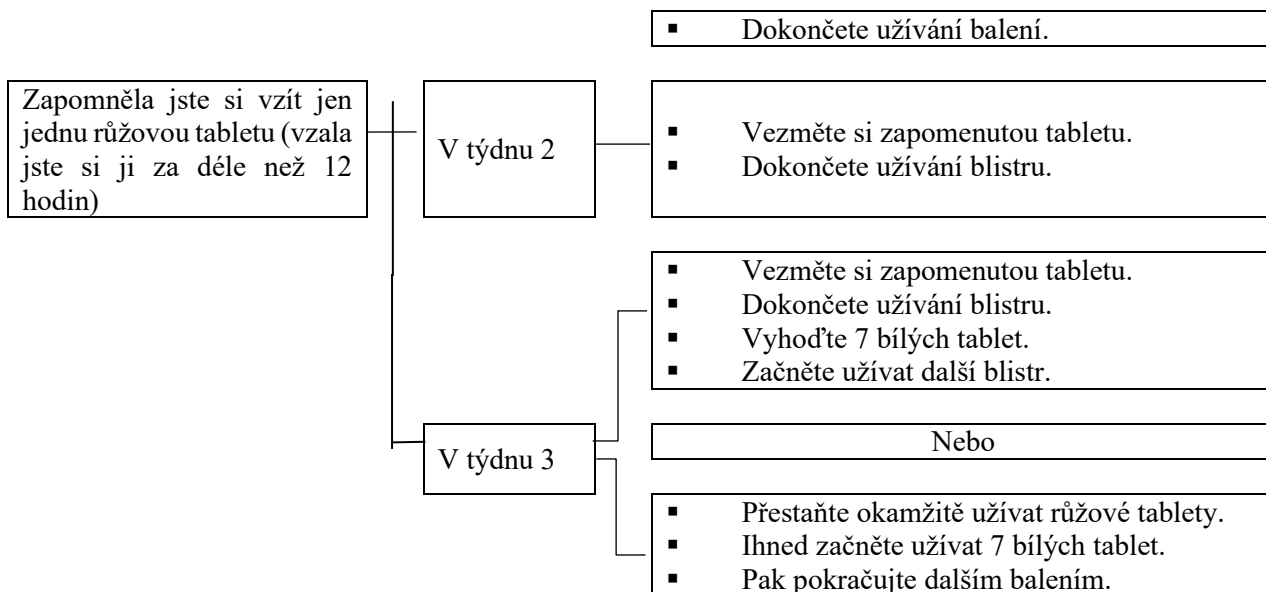 ▪ Dokončete užívání balení.
Zapomněla jste si vzít jen
jednu růžovou tabletu (vzala
jste si ji za déle než 12
hodin)
V týdnu 2
▪ Vezměte si zapomenutou tabletu.
▪ Dokončete užívání blistru.
▪ Vezměte si zapomenutou tabletu.
▪ Dokončete užívání blistru.
▪ Vyhoďte 7 bílých tablet.
▪ Začněte užívat další blistr.
V týdnu 3
Nebo
▪ Přestaňte okamžitě užívat růžové tablety.
▪ Ihned začněte užívat 7 bílých tablet.
▪ Pak pokračujte dalším balením.